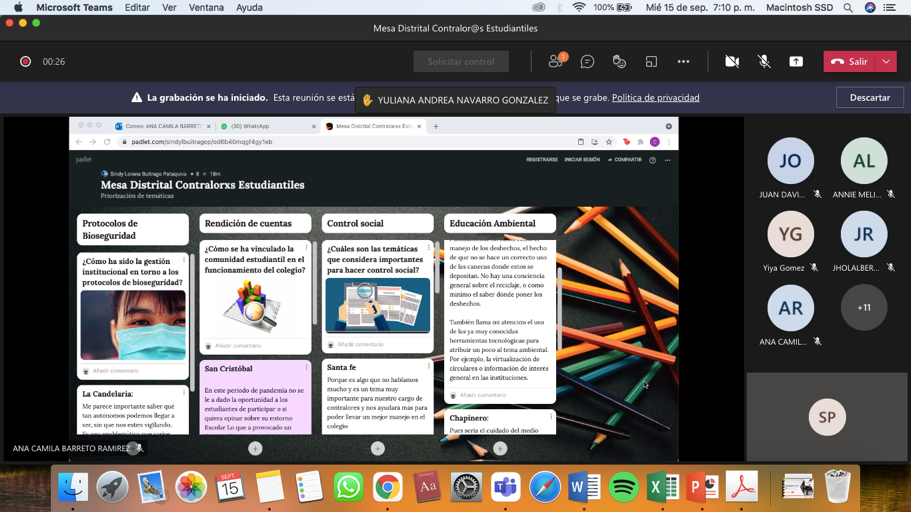 Microsoft Teams Editar Ver Ventana Ayuda 100% Mié 15 de sep. 7:10 p. m. Macintosh SSD
Mesa Distrital Contralor@s Estudiantiles
00:26 Solicitar control 1 Salir
La grabación se ha iniciado. Esta reunión se está YULIANA ANDREA NAVARRO GONZALEZ que se grabe. Política de privacidad Descartar
Correo: ANA CAMILA BARRET (30) WhatsApp Mesa Distrital Contralorxs Es
padlet.com/sindylbuitragop/od6b40mqgf4gy1eb
padlet REGISTRARSE INICIAR SESIÓN COMPARTIR
Sindy Lorena Buitrago Pataquiva • 8 18m
Mesa Distrital Contralorxs Estudiantiles
Priorización de temáticas
Protocolos de
Bioseguridad
¿Cómo ha sido la gestión
institucional en torno a los
protocolos de bioseguridad?
Añadir comentario
La Candelaria:
Me parece importante saber qué
tan autonomos podemos llegar a
ser, sin que nos esten vigilando.
Rendición de cuentas
¿Cómo se ha vinculado la
comunidad estudiantil en el
funcionamiento del colegio?
Añadir comentario
San Cristóbal
En este periodo de pandemia no se
le a dado la oportunidad a los
estudiantes de participar o si
quiera opinar sobre su entorno
Escolar Lo que a provocado un
Control social
¿Cuáles son las temáticas
que considera importantes
para hacer control social?
Añadir comentario
Santa fe
Porque es algo que no hablamos
mucho y es un tema muy
importante para nuestro cargo de
contralores y nos ayudara mas para
poder llevar un mejor manejo en el
colegio
Educación Ambiental
manejo de los deshechos, el hecho
de que no se hace un correcto uso
de las canecas donde estos se
depositan. No hay una conciencia
general sobre el reciclaje, o como
mínimo el saber donde poner los
deshechos.
También llama mi atención el uso
de las ya muy conocidas
herramientas tecnológicas para
atribuir un poco al tema ambiental.
Por ejemplo, la virtualización de
circulares o información de interés
general en las instituciones.
Añadir comentario
Chapinero:
Pues sería el cuidado del medio
ANA CAMILA BARRETO RAMIREZ
JO AL
JUAN DAVI... ANNIE MELI...
YG JR
Yiya Gomez JHOLALBER...
AR +11
ANA CAMIL...
SP
SEPT 15
Aa